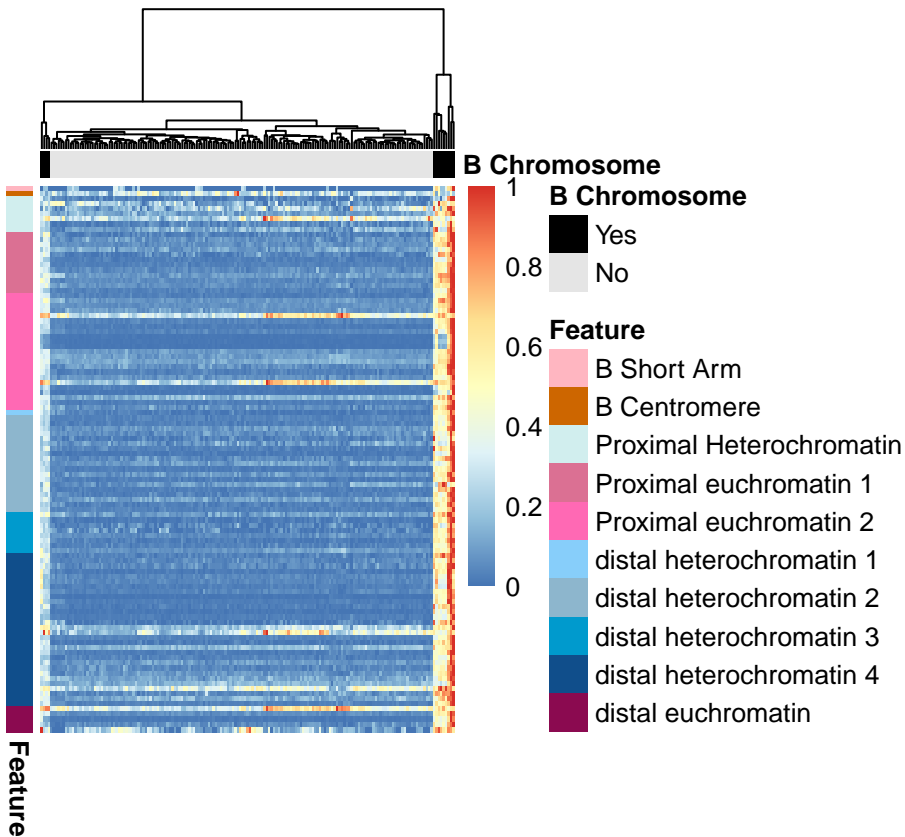 B Chromosome
1
0.8
0.6
0.4
0.2
0
B Chromosome
Yes
No
Feature
B Short Arm
B Centromere
Proximal Heterochromatin
Proximal euchromatin 1
Proximal euchromatin 2
distal heterochromatin 1
distal heterochromatin 2
distal heterochromatin 3
distal heterochromatin 4
distal euchromatin
Feature